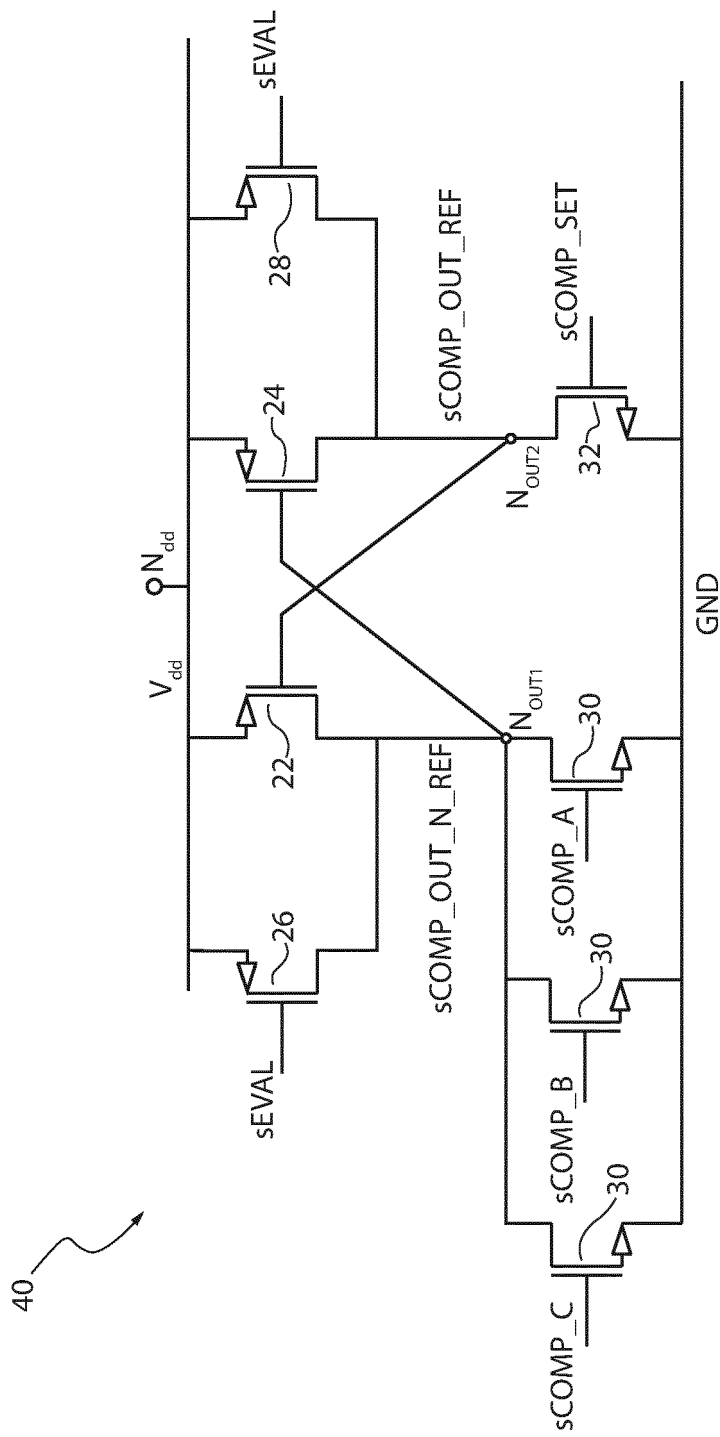 40
V_dd
N_dd
sEVAL
26
22
24
28
sEVAL
sCOMP_OUT_N_REF
sCOMP_OUT_REF
N_OUT1
N_OUT2
sCOMP_C
30
sCOMP_B
30
sCOMP_A
30
32
sCOMP_SET
GND